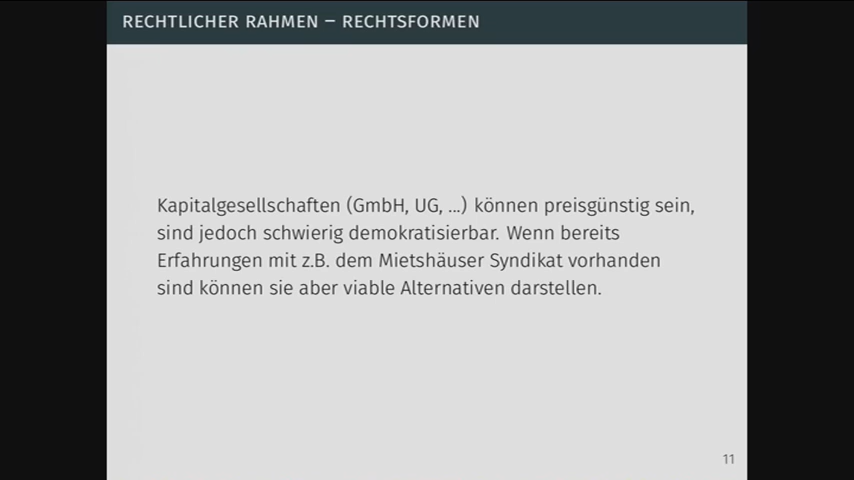 RECHTLICHER RAHMEN – RECHTSFORMEN
Kapitalgesellschaften (GmbH, UG, ...) können preisgünstig sein,
sind jedoch schwierig demokratisierbar. Wenn bereits
Erfahrungen mit z.B. dem Mietshäuser Syndikat vorhanden
sind können sie aber viable Alternativen darstellen.
11